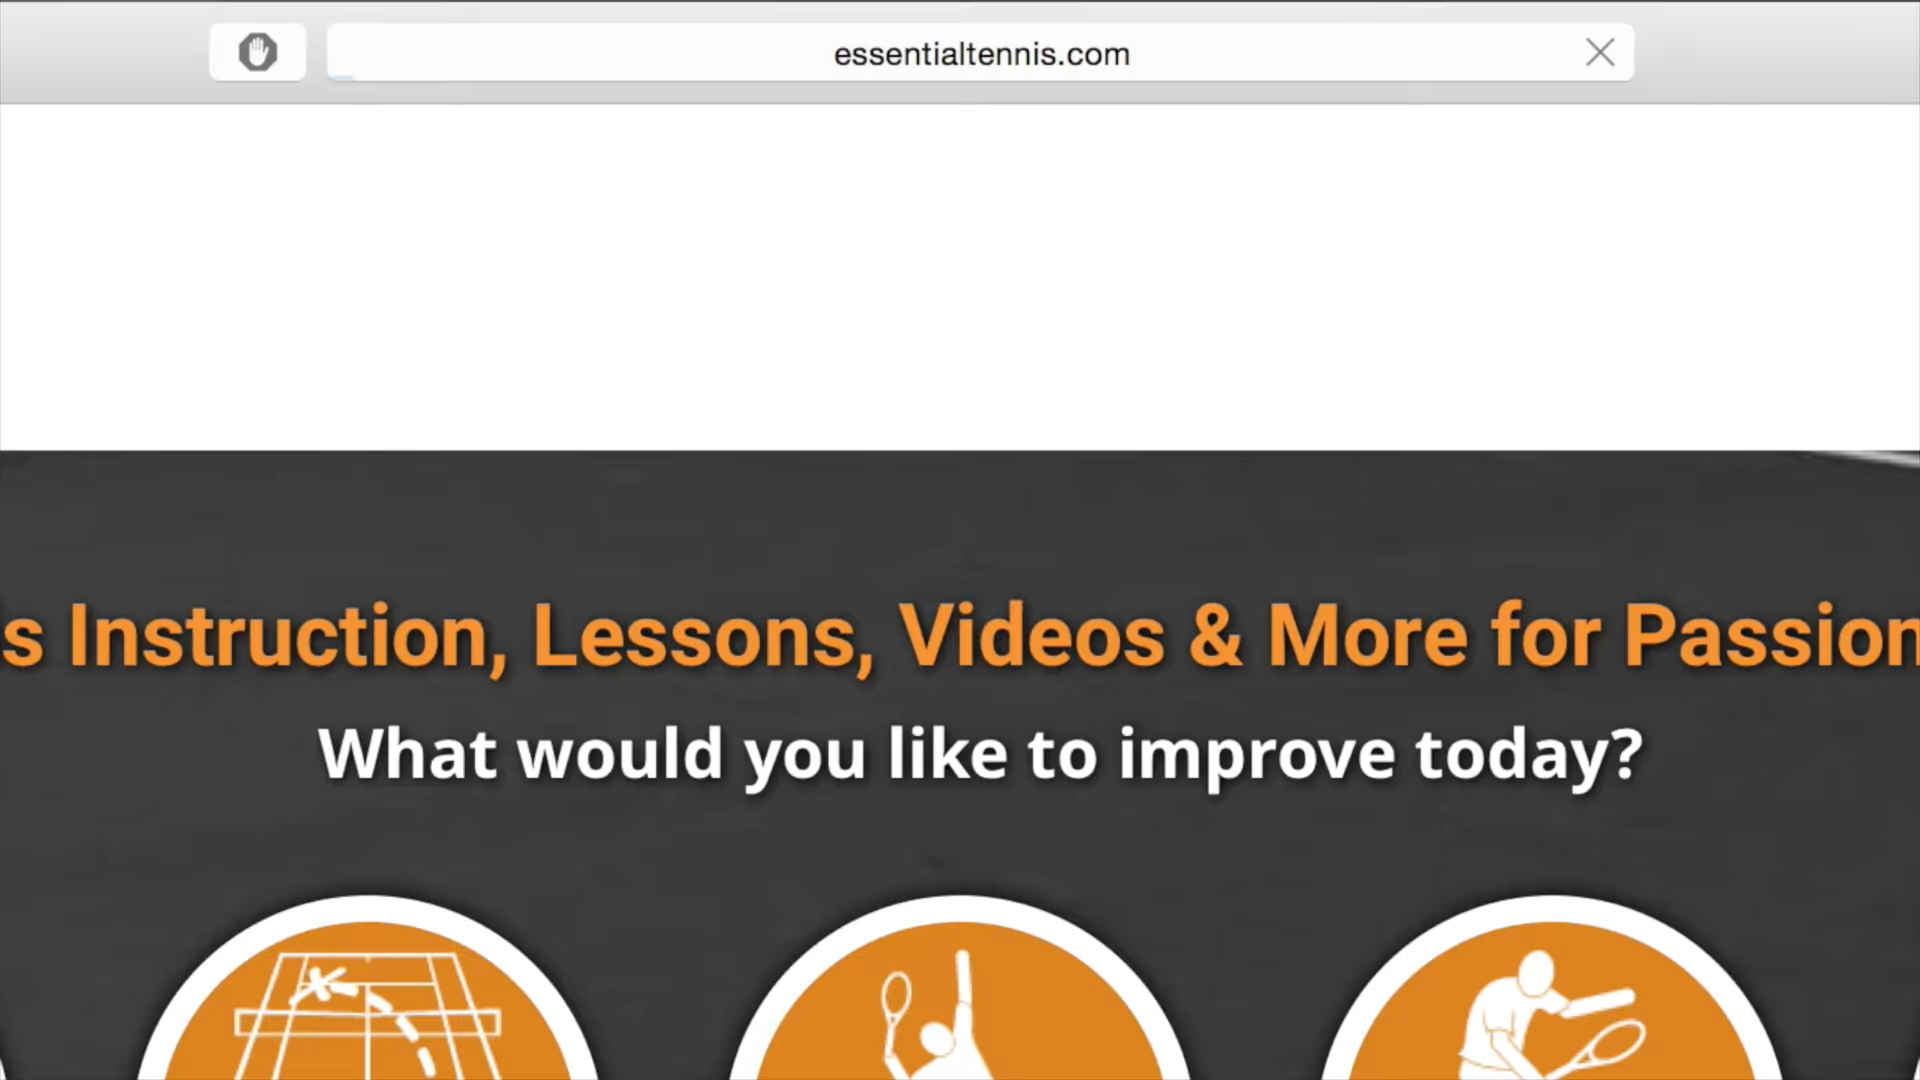 essentialtennis.com
s Instruction, Lessons, Videos & More for Passion
What would you like to improve today?